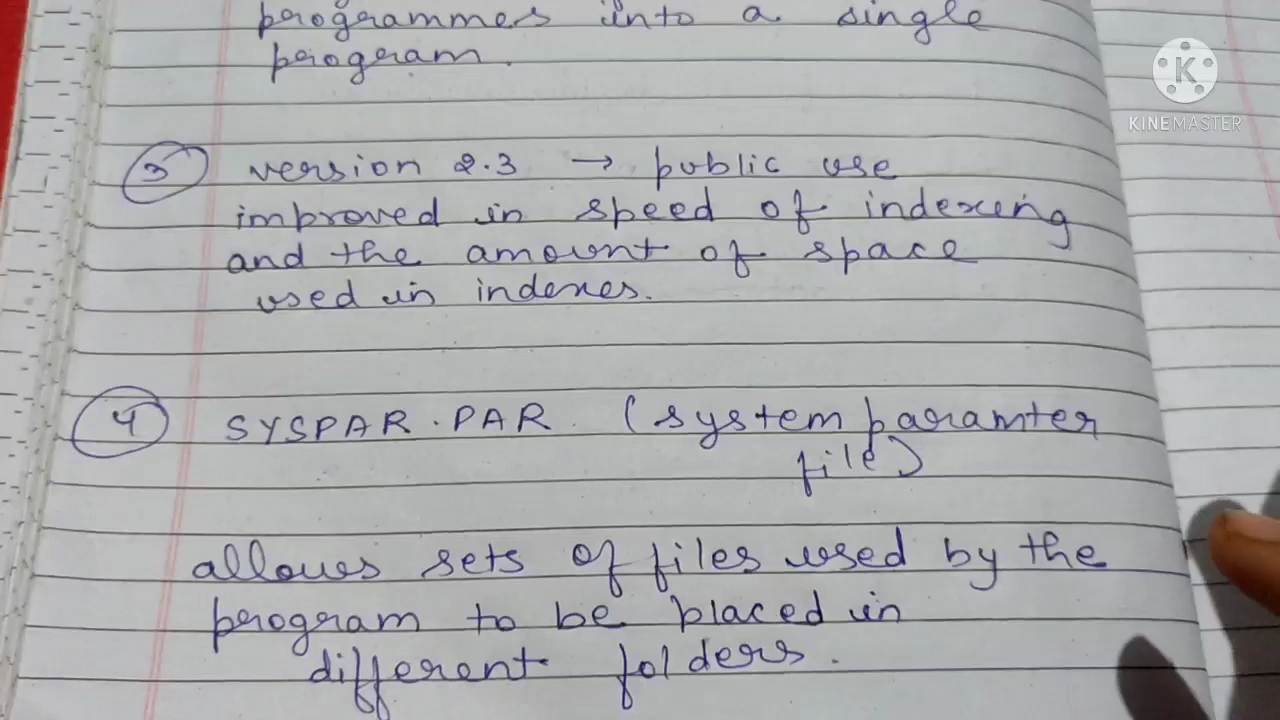 programmes into a single
program.
K
KINEMASTER
3 version 2.3 → public use
improved in speed of indexing
and the amount of space
used in indexes.
4 SYSPAR.PAR. (system paramter
file)
allows sets of files used by the
program to be placed in
different folders.